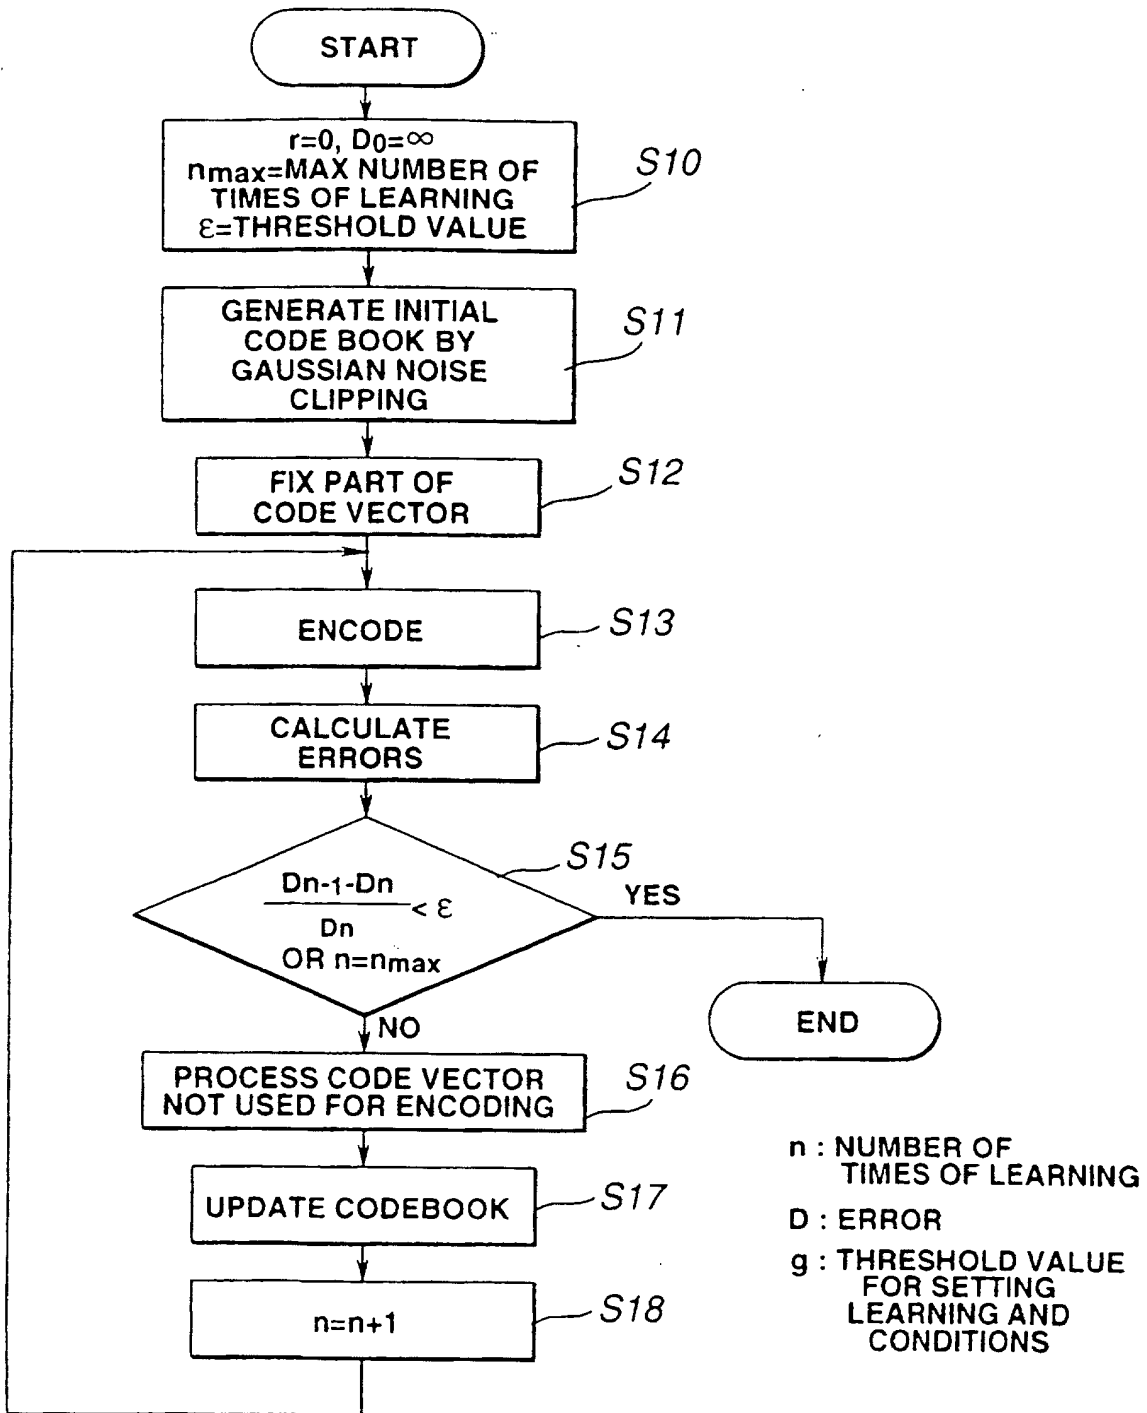 START
r=0, D0=∞
nmax=MAX NUMBER OF
TIMES OF LEARNING
ε=THRESHOLD VALUE
S10
GENERATE INITIAL
CODE BOOK BY
GAUSSIAN NOISE
CLIPPING
S11
FIX PART OF
CODE VECTOR
S12
ENCODE
S13
CALCULATE
ERRORS
S14
Dn-1-Dn
Dn
< ε
OR n=nmax
S15
YES
END
NO
PROCESS CODE VECTOR
NOT USED FOR ENCODING
S16
UPDATE CODEBOOK
S17
n=n+1
S18
n : NUMBER OF
TIMES OF LEARNING
D : ERROR
g : THRESHOLD VALUE
FOR SETTING
LEARNING AND
CONDITIONS